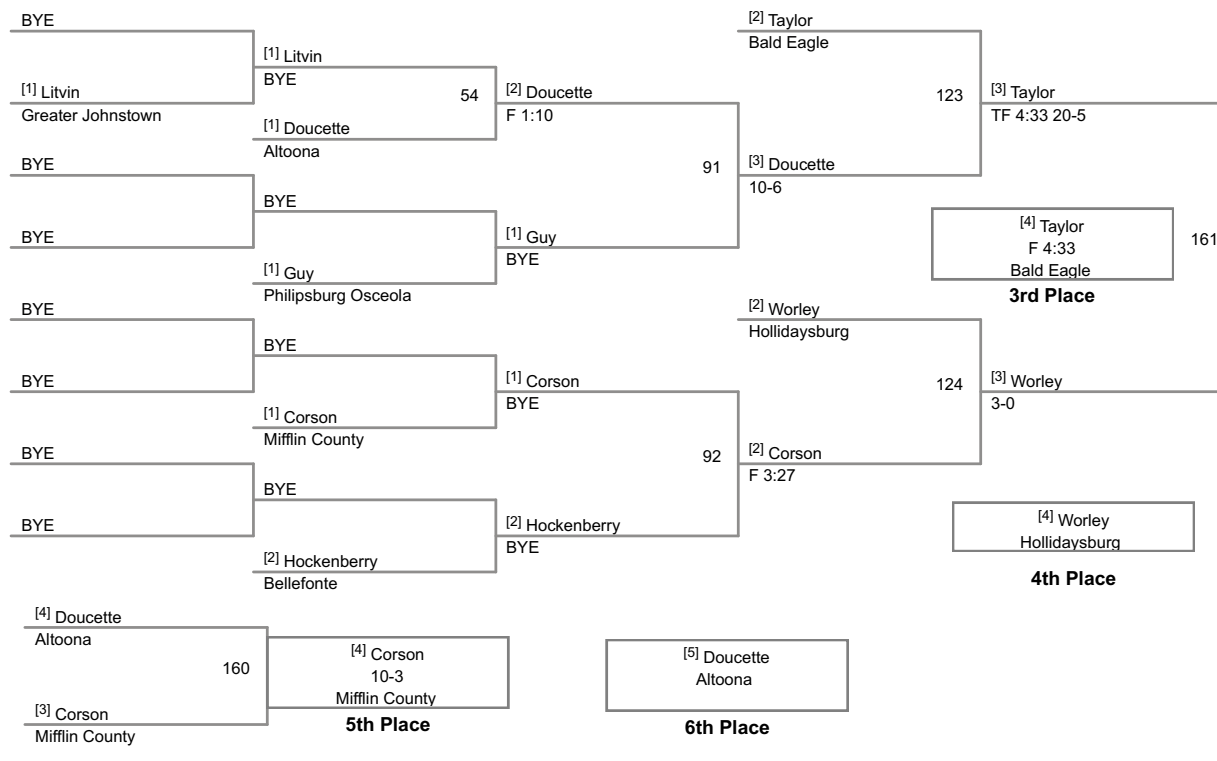 BYE
[1] Litvin
Greater Johnstown
BYE
BYE
BYE
BYE
BYE
BYE
[1] Litvin
BYE
54
[1] Doucette
Altoona
BYE
[1] Guy
Philipsburg Osceola
BYE
[1] Corson
Mifflin County
BYE
[2] Hockenberry
Bellefonte
[2] Doucette
F 1:10
91
[1] Guy
BYE
[1] Corson
BYE
92
[2] Hockenberry
BYE
[2] Taylor
Bald Eagle
123
[3] Doucette
10-6
[2] Worley
Hollidaysburg
124
[2] Corson
F 3:27
[3] Taylor
TF 4:33 20-5
[4] Taylor
F 4:33
Bald Eagle
161
3rd Place
[3] Worley
3-0
[4] Worley
Hollidaysburg
4th Place
[4] Doucette
Altoona
160
[3] Corson
Mifflin County
[4] Corson
10-3
Mifflin County
5th Place
[5] Doucette
Altoona
6th Place